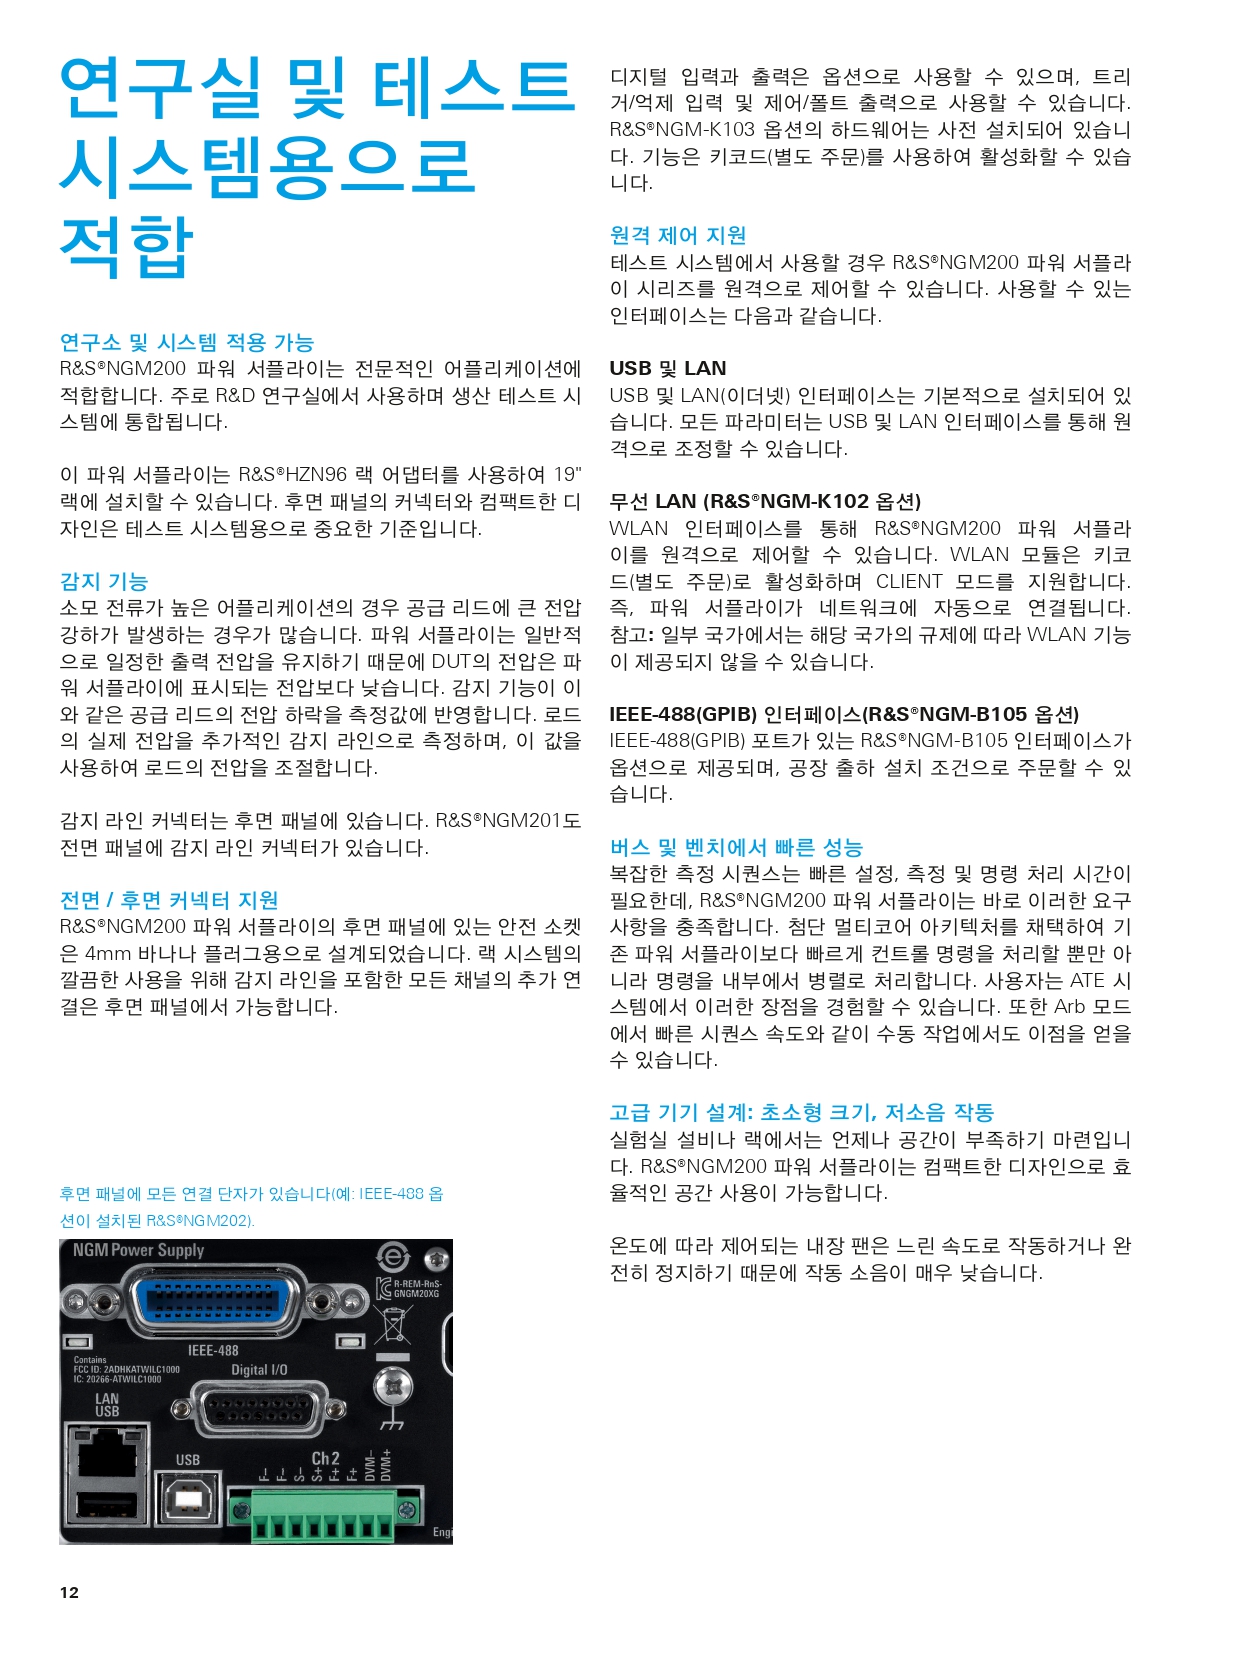 연구실 및 테스트
시스템용으로
적합
연구소 및 시스템 적용 가능
R&S®NGM200 파워 서플라이는 전문적인 어플리케이션에
적합합니다. 주로 R&D 연구실에서 사용하며 생산 테스트 시
스템에 통합됩니다.
이 파워 서플라이는 R&S®HZN96 랙 어댑터를 사용하여 19"
랙에 설치할 수 있습니다. 후면 패널의 커넥터와 컴팩트한 디
자인은 테스트 시스템용으로 중요한 기준입니다.
감지 기능
소모 전류가 높은 어플리케이션의 경우 공급 리드에 큰 전압
강하가 발생하는 경우가 많습니다. 파워 서플라이는 일반적
으로 일정한 출력 전압을 유지하기 때문에 DUT의 전압은 파
워 서플라이에 표시되는 전압보다 낮습니다. 감지 기능이 이
와 같은 공급 리드의 전압 하락을 측정값에 반영합니다. 로드
의 실제 전압을 추가적인 감지 라인으로 측정하며, 이 값을
사용하여 로드의 전압을 조절합니다.
감지 라인 커넥터는 후면 패널에 있습니다. R&S®NGM201도
전면 패널에 감지 라인 커넥터가 있습니다.
전면 / 후면 커넥터 지원
R&S®NGM200 파워 서플라이의 후면 패널에 있는 안전 소켓
은 4mm 바나나 플러그용으로 설계되었습니다. 랙 시스템의
깔끔한 사용을 위해 감지 라인을 포함한 모든 채널의 추가 연
결은 후면 패널에서 가능합니다.
후면 패널에 모든 연결 단자가 있습니다(예: IEEE-488 옵
션이 설치된 R&S®NGM202).
NGM Power Supply
R-REM-RnS-
GNGM20XG
IEEE-488
Contains
FCC ID: 2ADHKATWILC1000
IC: 20266-ATWILC1000
Digital I/O
LAN
USB
USB
Ch 2
F− F− S− S+ F+ F+ DVM− DVM+
Engi
12
디지털 입력과 출력은 옵션으로 사용할 수 있으며, 트리
거/억제 입력 및 제어/폴트 출력으로 사용할 수 있습니다.
R&S®NGM-K103 옵션의 하드웨어는 사전 설치되어 있습니
다. 기능은 키코드(별도 주문)를 사용하여 활성화할 수 있습
니다.
원격 제어 지원
테스트 시스템에서 사용할 경우 R&S®NGM200 파워 서플라
이 시리즈를 원격으로 제어할 수 있습니다. 사용할 수 있는
인터페이스는 다음과 같습니다.
USB 및 LAN
USB 및 LAN(이더넷) 인터페이스는 기본적으로 설치되어 있
습니다. 모든 파라미터는 USB 및 LAN 인터페이스를 통해 원
격으로 조정할 수 있습니다.
무선 LAN (R&S®NGM-K102 옵션)
WLAN 인터페이스를 통해 R&S®NGM200 파워 서플라
이를 원격으로 제어할 수 있습니다. WLAN 모듈은 키코
드(별도 주문)로 활성화하며 CLIENT 모드를 지원합니다.
즉, 파워 서플라이가 네트워크에 자동으로 연결됩니다.
참고: 일부 국가에서는 해당 국가의 규제에 따라 WLAN 기능
이 제공되지 않을 수 있습니다.
IEEE-488(GPIB) 인터페이스(R&S®NGM-B105 옵션)
IEEE-488(GPIB) 포트가 있는 R&S®NGM-B105 인터페이스가
옵션으로 제공되며, 공장 출하 설치 조건으로 주문할 수 있
습니다.
버스 및 벤치에서 빠른 성능
복잡한 측정 시퀀스는 빠른 설정, 측정 및 명령 처리 시간이
필요한데, R&S®NGM200 파워 서플라이는 바로 이러한 요구
사항을 충족합니다. 첨단 멀티코어 아키텍처를 채택하여 기
존 파워 서플라이보다 빠르게 컨트롤 명령을 처리할 뿐만 아
니라 명령을 내부에서 병렬로 처리합니다. 사용자는 ATE 시
스템에서 이러한 장점을 경험할 수 있습니다. 또한 Arb 모드
에서 빠른 시퀀스 속도와 같이 수동 작업에서도 이점을 얻을
수 있습니다.
고급 기기 설계: 초소형 크기, 저소음 작동
실험실 설비나 랙에서는 언제나 공간이 부족하기 마련입니
다. R&S®NGM200 파워 서플라이는 컴팩트한 디자인으로 효
율적인 공간 사용이 가능합니다.
온도에 따라 제어되는 내장 팬은 느린 속도로 작동하거나 완
전히 정지하기 때문에 작동 소음이 매우 낮습니다.